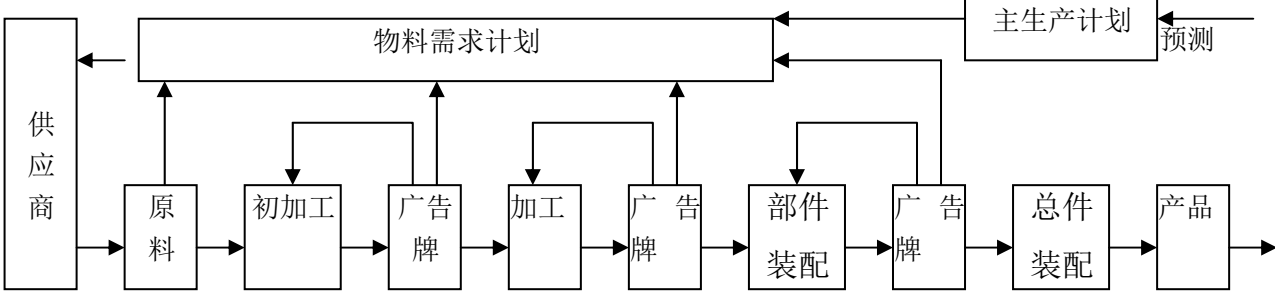 主生产计划
物料需求计划
预测
供
应
商
原
料
初加工
广告
牌
加工
广 告
牌
部件
装配
广 告
牌
总件
装配
产品